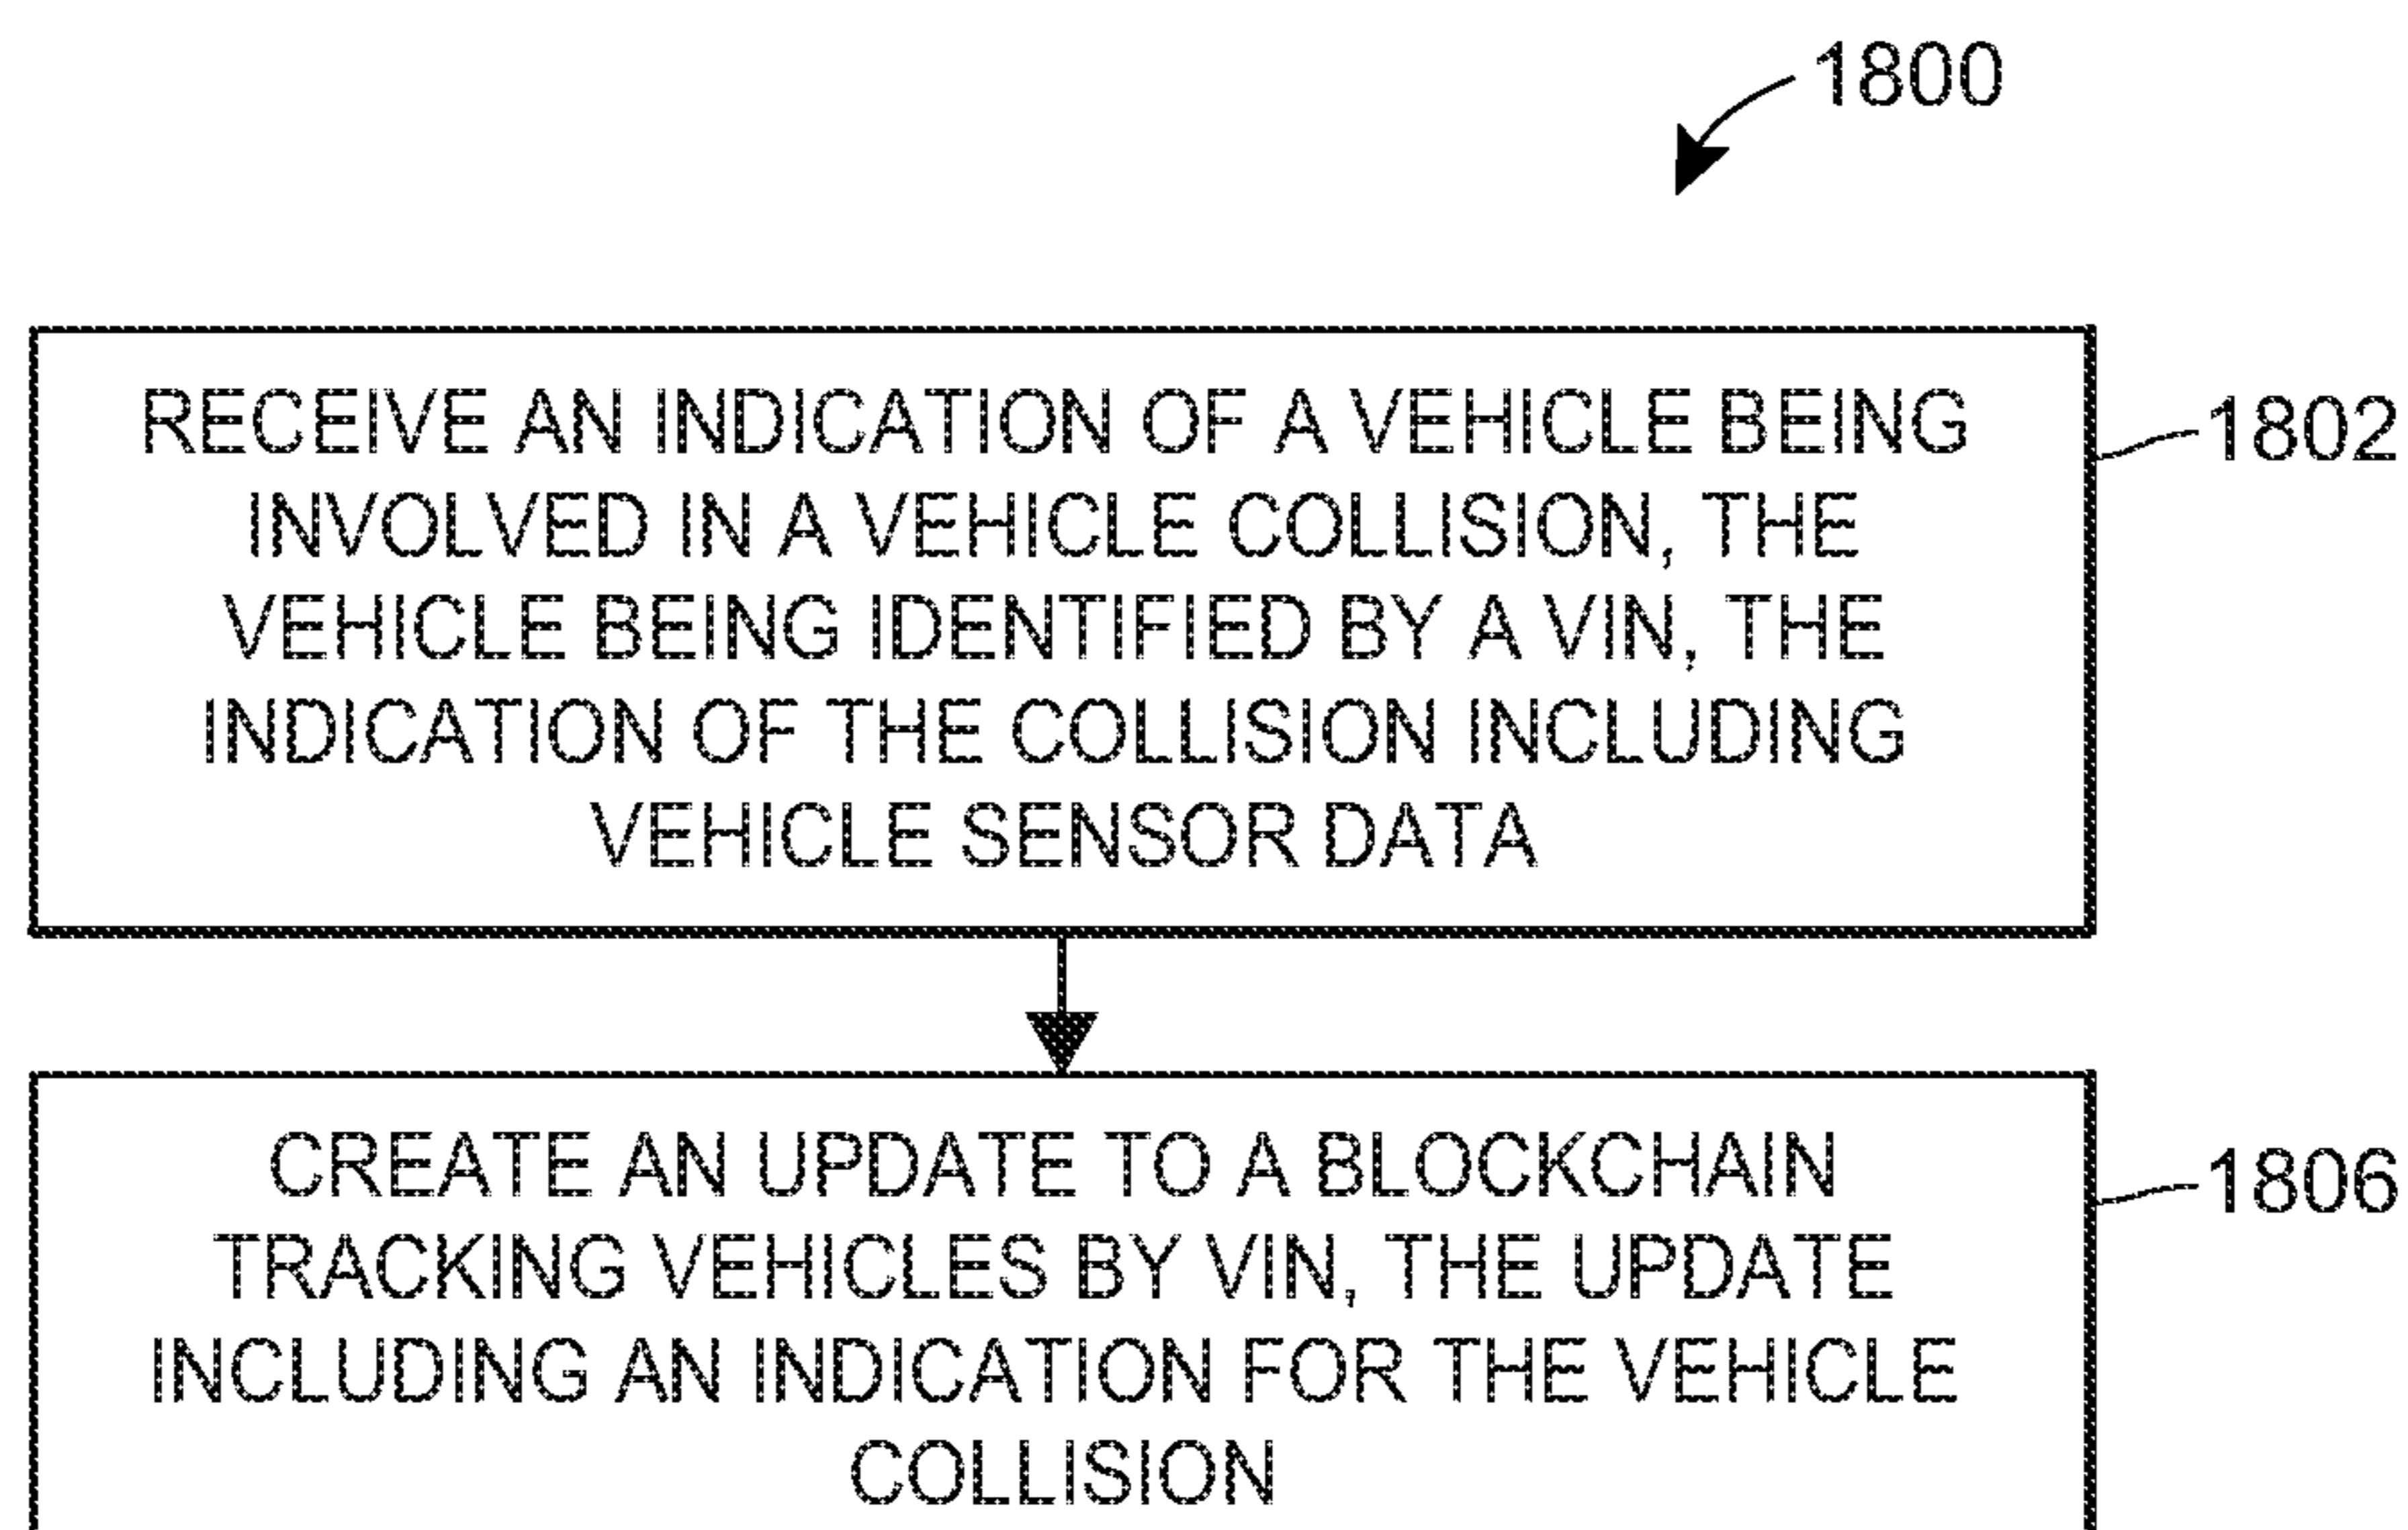 1800
RECEIVE AN INDICATION OF A VEHICLE BEING
INVOLVED IN A VEHICLE COLLISION, THE
VEHICLE BEING IDENTIFIED BY A VIN, THE
INDICATION OF THE COLLISION INCLUDING
VEHICLE SENSOR DATA
1802
CREATE AN UPDATE TO A BLOCKCHAIN
TRACKING VEHICLES BY VIN, THE UPDATE
INCLUDING AN INDICATION FOR THE VEHICLE
COLLISION
1806